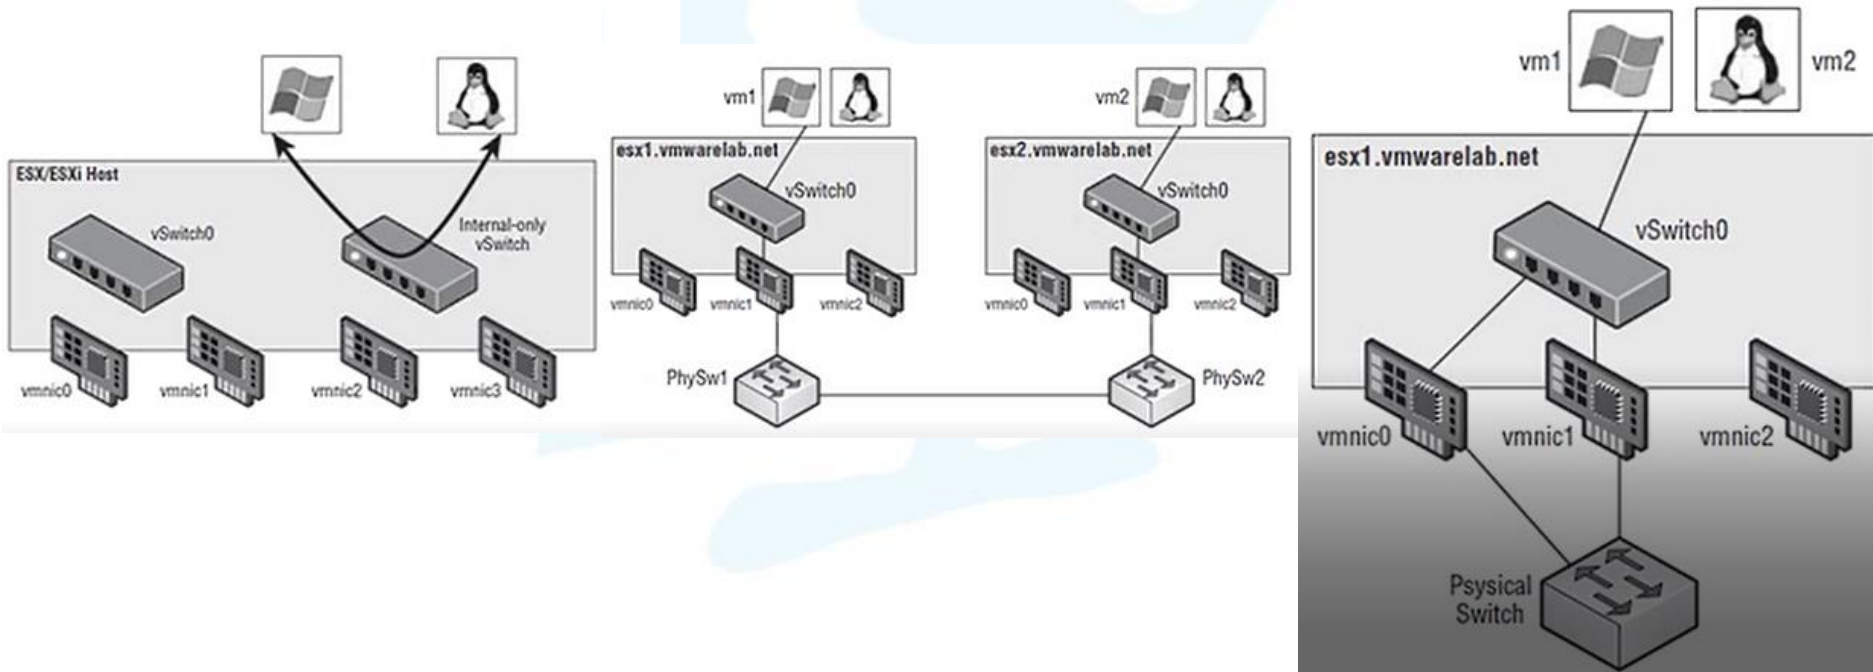 ESX/ESXi Host
vSwitch0
Internal-only
vSwitch
vmnic0
vmnic1
vmnic2
vmnic3
vm1
esx1.vmwarelab.net
vSwitch0
vmnic0
vmnic1
vmnic2
PhySw1
vm2
esx2.vmwarelab.net
vSwitch0
vmnic0
vmnic1
vmnic2
PhySw2
vm1
vm2
esx1.vmwarelab.net
vSwitch0
vmnic0
vmnic1
vmnic2
Psysical
Switch